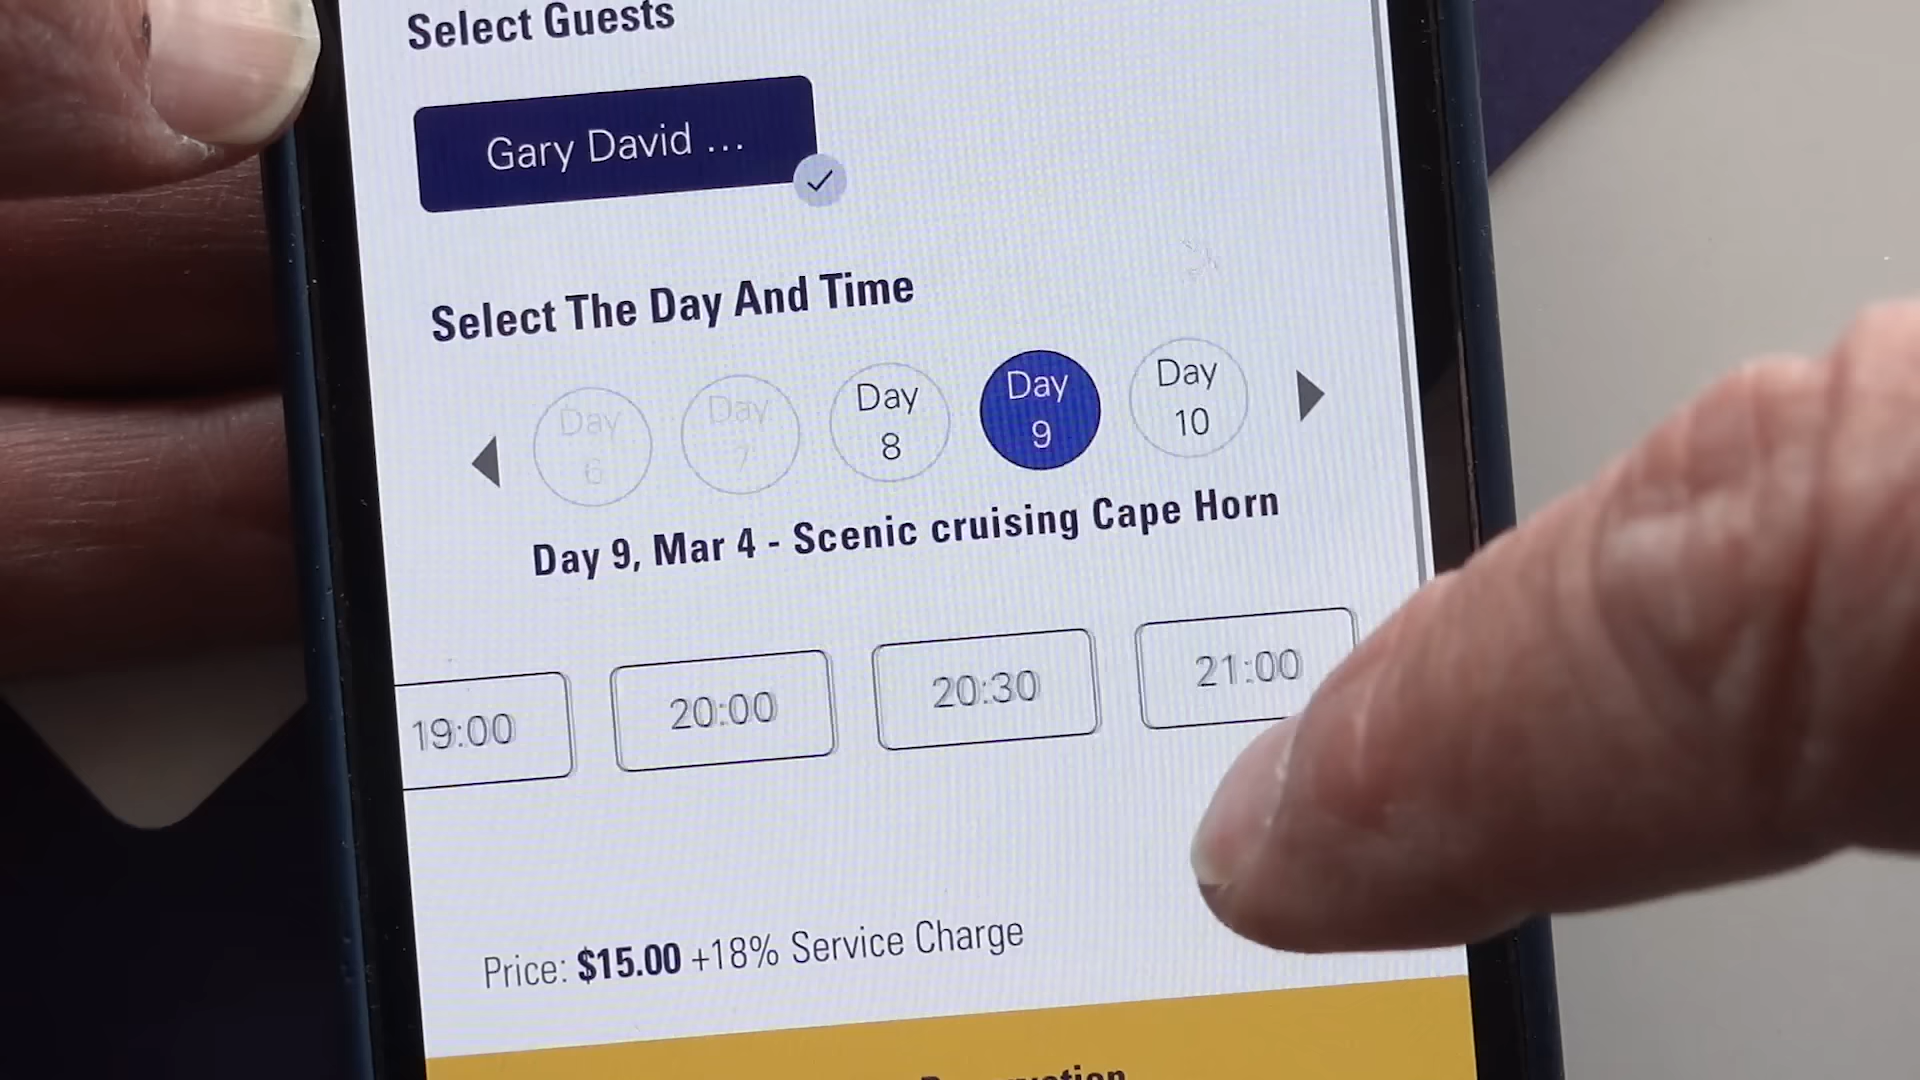 Select Guests
Gary David ...
Select The Day And Time
Day 6
Day 7
Day 8
Day 9
Day 10
Day 9, Mar 4 - Scenic cruising Cape Horn
19:00 20:00 20:30 21:00
Price: $15.00 +18% Service Charge